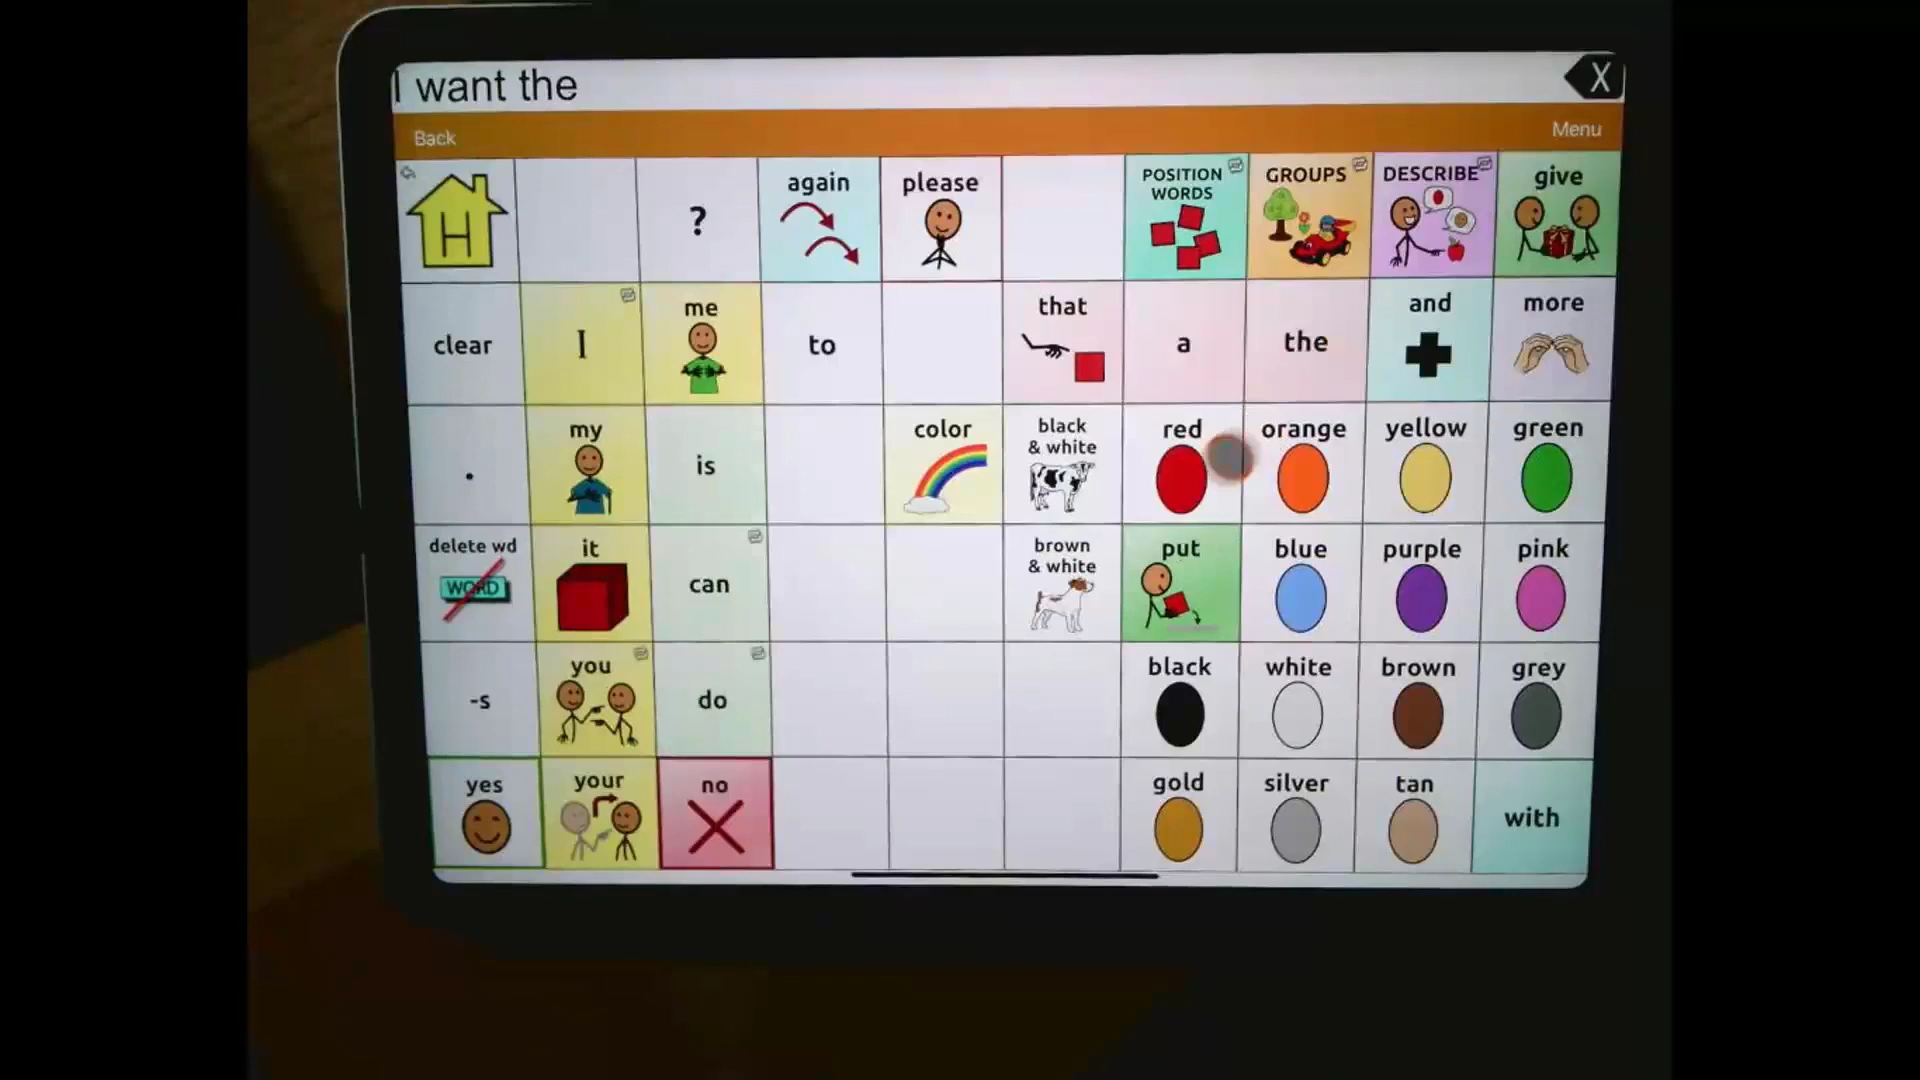 I want the
X
Back
Menu
H
?
again
please
POSITION
WORDS
GROUPS
DESCRIBE
give
clear
I
me
to
that
a
the
and
more
.
my
is
color
black
& white
red
orange
yellow
green
delete wd
WORD
it
can
brown
& white
put
blue
purple
pink
-s
you
do
black
white
brown
grey
yes
your
no
gold
silver
tan
with